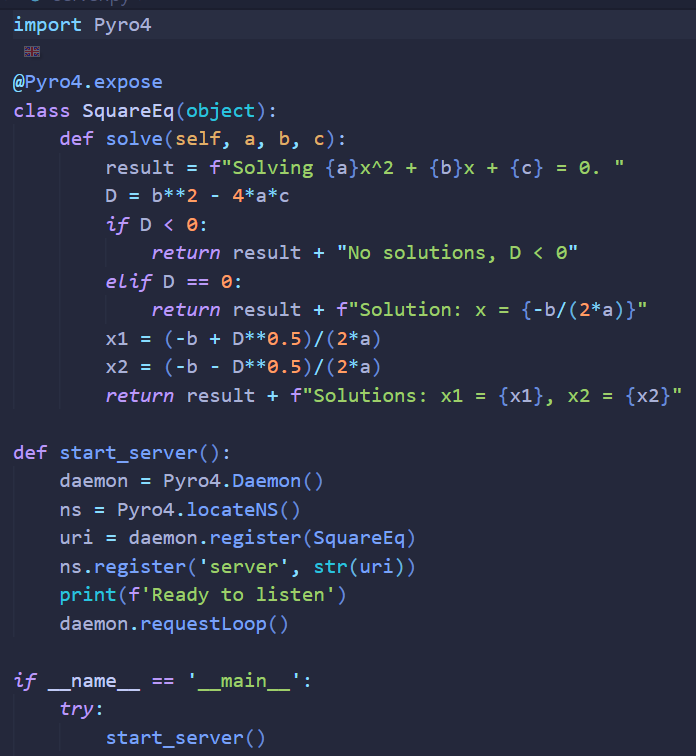 import Pyro4
@Pyro4.expose
class SquareEq(object):
    def solve(self, a, b, c):
        result = f"Solving {a}x^2 + {b}x + {c} = 0. "
        D = b**2 - 4*a*c
        if D < 0:
            return result + "No solutions, D < 0"
        elif D == 0:
            return result + f"Solution: x = {-b/(2*a)}"
        x1 = (-b + D**0.5)/(2*a)
        x2 = (-b - D**0.5)/(2*a)
        return result + f"Solutions: x1 = {x1}, x2 = {x2}"
def start_server():
    daemon = Pyro4.Daemon()
    ns = Pyro4.locateNS()
    uri = daemon.register(SquareEq)
    ns.register('server', str(uri))
    print(f'Ready to listen')
    daemon.requestLoop()
if __name__ == '__main__':
    try:
        start_server()